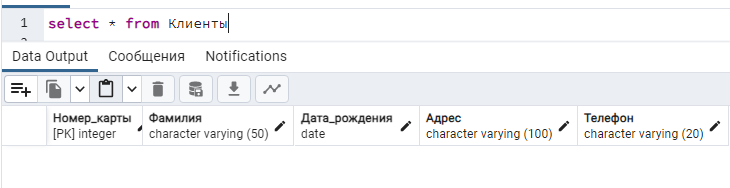 1 select * from Клиенты
Data Output Сообщения Notifications
Номер_карты Фамилия Дата_рождения Адрес Телефон
[PK] integer character varying (50) date character varying (100) character varying (20)